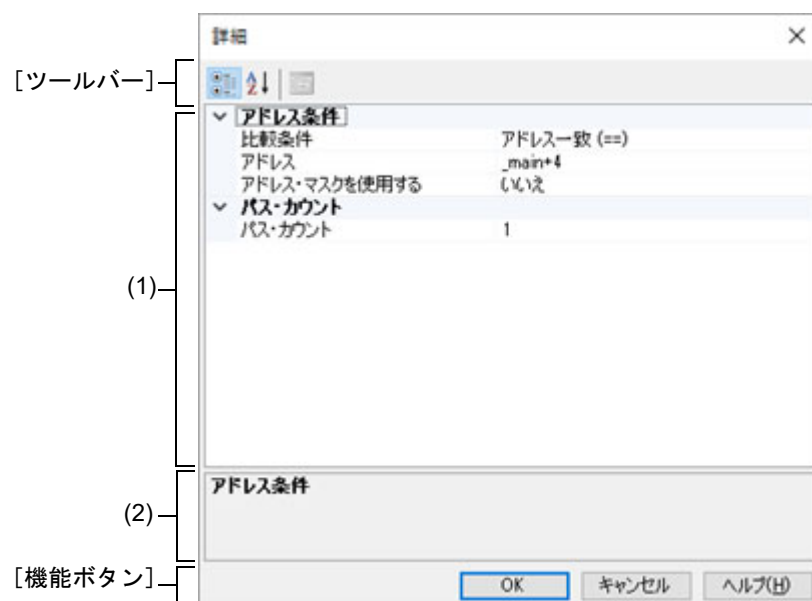 詳細
[ツールバー]
アドレス条件
比較条件 アドレス一致 (==)
アドレス _main+4
アドレス・マスクを使用する いいえ
パス・カウント
パス・カウント 1
(1)
アドレス条件
(2)
[機能ボタン]
OK キャンセル ヘルプ(H)